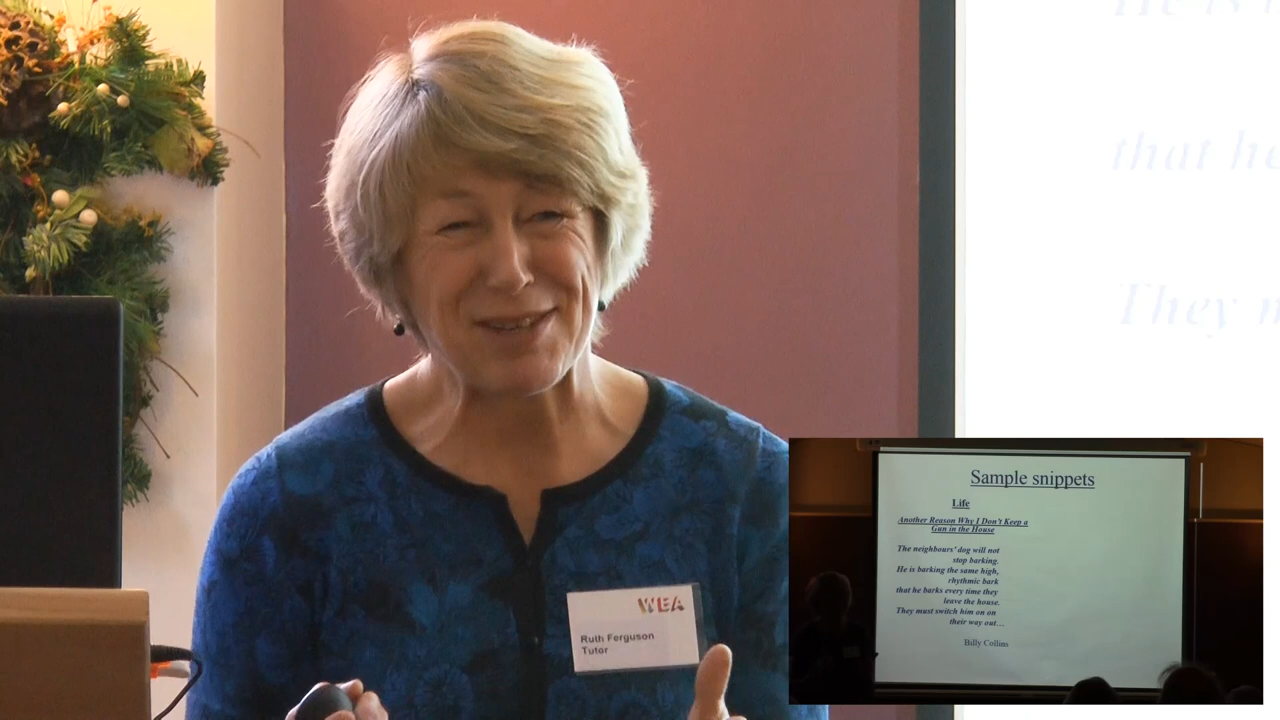 He is
that he
They m
WEA
Ruth Ferguson
Tutor
Sample snippets
Life
Another Reason Why I Don't Keep a
Gun in the House
The neighbours' dog will not
stop barking.
He is barking the same high,
rhythmic bark
that he barks every time they
leave the house.
They must switch him on on
their way out…
Billy Collins